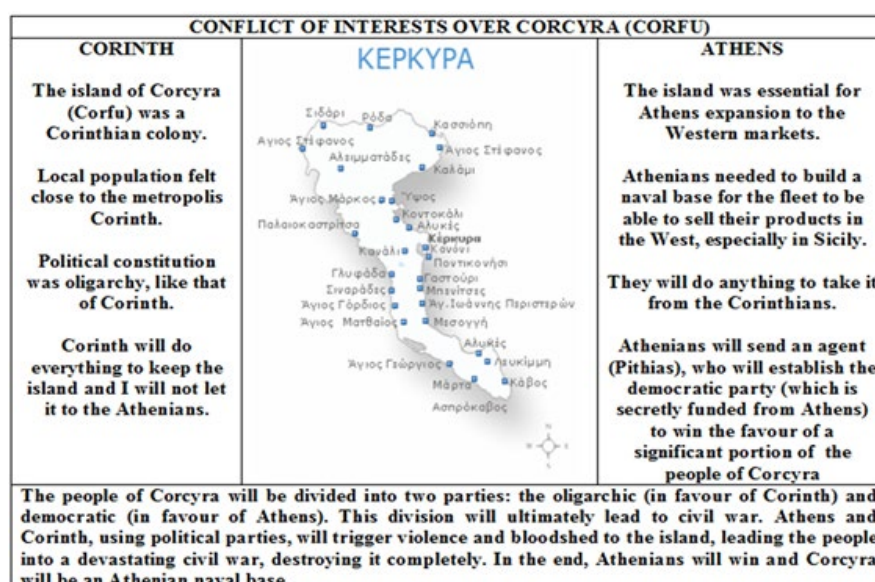 CONFLICT OF INTERESTS OVER CORCYRA (CORFU)
CORINTH
The island of Corcyra
(Corfu) was a
Corinthian colony.
Local population felt
close to the metropolis
Corinth.
Political constitution
was oligarchy, like that
of Corinth.
Corinth will do
everything to keep the
island and I will not let
it to the Athenians.
ΚΕΡΚΥΡΑ
Σιδάρι
Ρόδα
Κασσιόπη
Άγιος Στέφανος
Άγιος Στέφανος
Αλειμματάδες
Καλάμι
Άγιος Μάρκος
Ύψος
Κοντοκάλι
Αλυκές
Παλαιοκαστρίτσα
Κέρκυρα
Κανόνι
Κανάλι
Ποντικονήσι
Γλυφάδα
Γαστούρι
Σιναράδες
Μπενίτσες
Άγιος Γόρδιος
Αγ. Ιωάννης Περιστερών
Άγιος Ματθαίος
Μεσογγή
Αλυκές
Λευκίμμη
Άγιος Γεώργιος
Μάρτα
Κάβος
Ασπρόκαβος
N
S
ATHENS
The island was essential for
Athens expansion to the
Western markets.
Athenians needed to build a
naval base for the fleet to be
able to sell their products in
the West, especially in Sicily.
They will do anything to take it
from the Corinthians.
Athenians will send an agent
(Pithias), who will establish the
democratic party (which is
secretly funded from Athens)
to win the favour of a
significant portion of the
people of Corcyra
The people of Corcyra will be divided into two parties: the oligarchic (in favour of Corinth) and
democratic (in favour of Athens). This division will ultimately lead to civil war. Athens and
Corinth, using political parties, will trigger violence and bloodshed to the island, leading the people
into a devastating civil war, destroying it completely. In the end, Athenians will win and Corcyra
will be an Athenian naval base